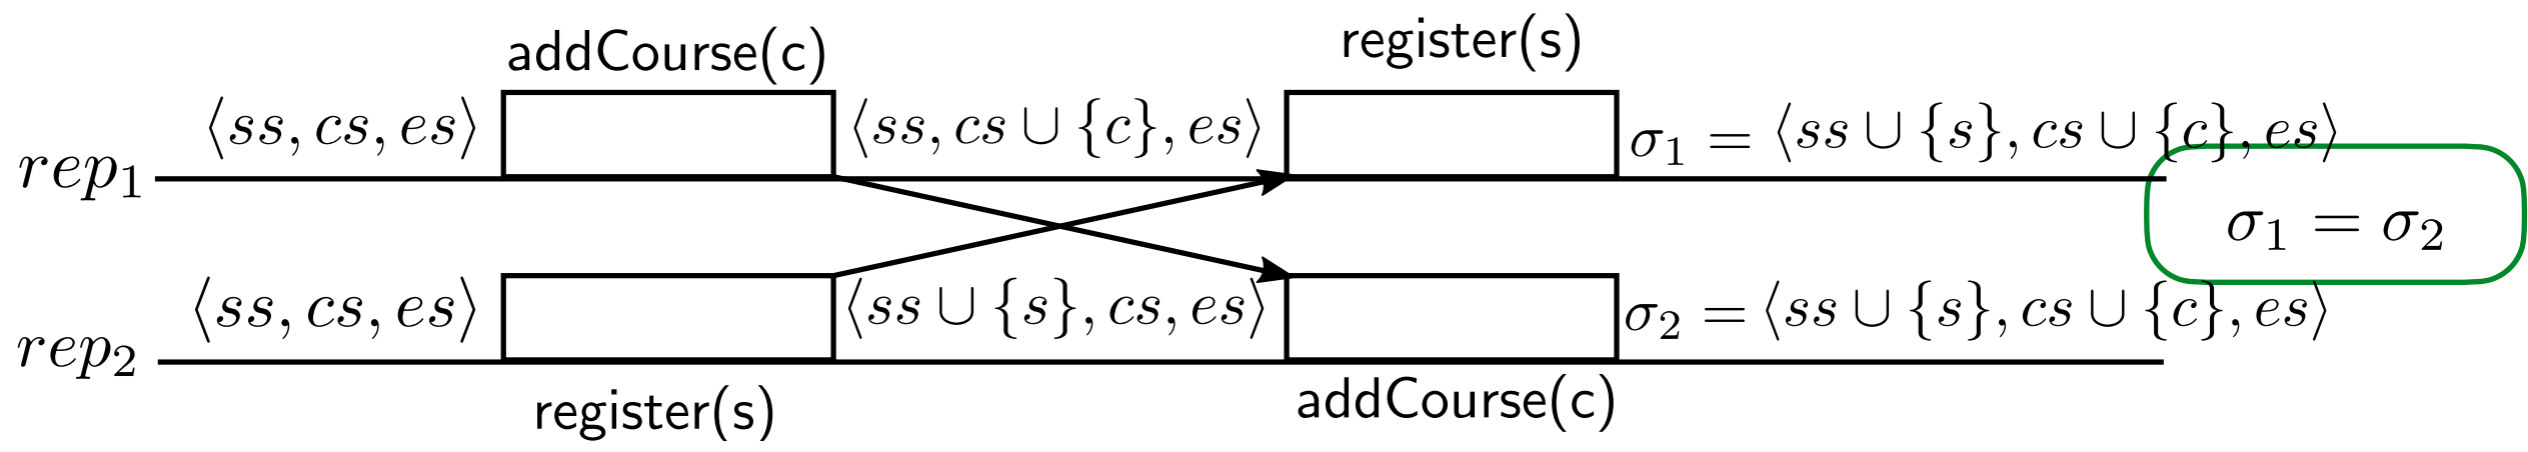 addCourse(c) register(s)
rep₁ ⟨ss, cs, es⟩ ⟨ss, cs ∪ {c}, es⟩ σ₁ = ⟨ss ∪ {s}, cs ∪ {c}, es⟩
σ₁ = σ₂
rep₂ ⟨ss, cs, es⟩ ⟨ss ∪ {s}, cs, es⟩ σ₂ = ⟨ss ∪ {s}, cs ∪ {c}, es⟩
register(s) addCourse(c)